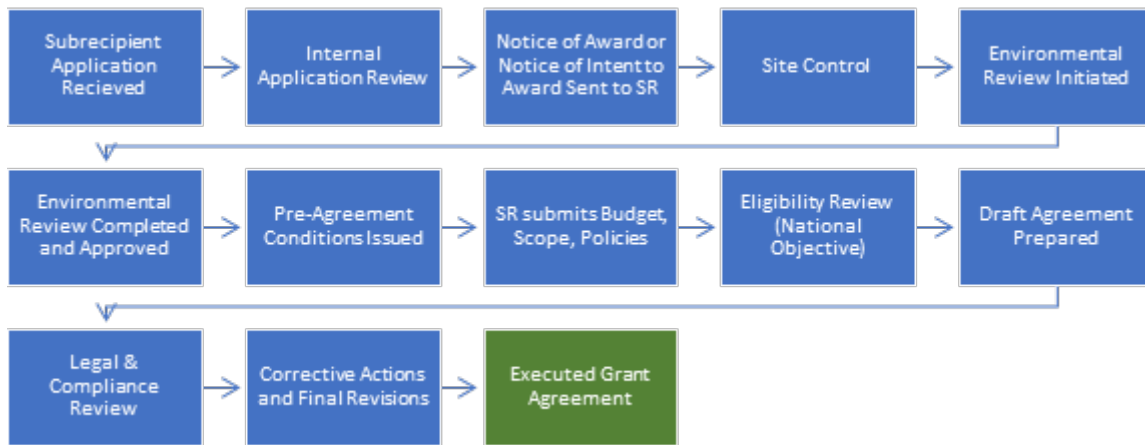 Subrecipient
Application
Recieved
Internal
Application Review
Notice of Award or
Notice of Intent to
Award Sent to SR
Site Control
Environmental
Review Initiated
Environmental
Review Completed
and Approved
Pre-Agreement
Conditions Issued
SR submits Budget,
Scope, Policies
Eligibility Review
(National
Objective)
Draft Agreement
Prepared
Legal &
Compliance
Review
Corrective Actions
and Final Revisions
Executed Grant
Agreement